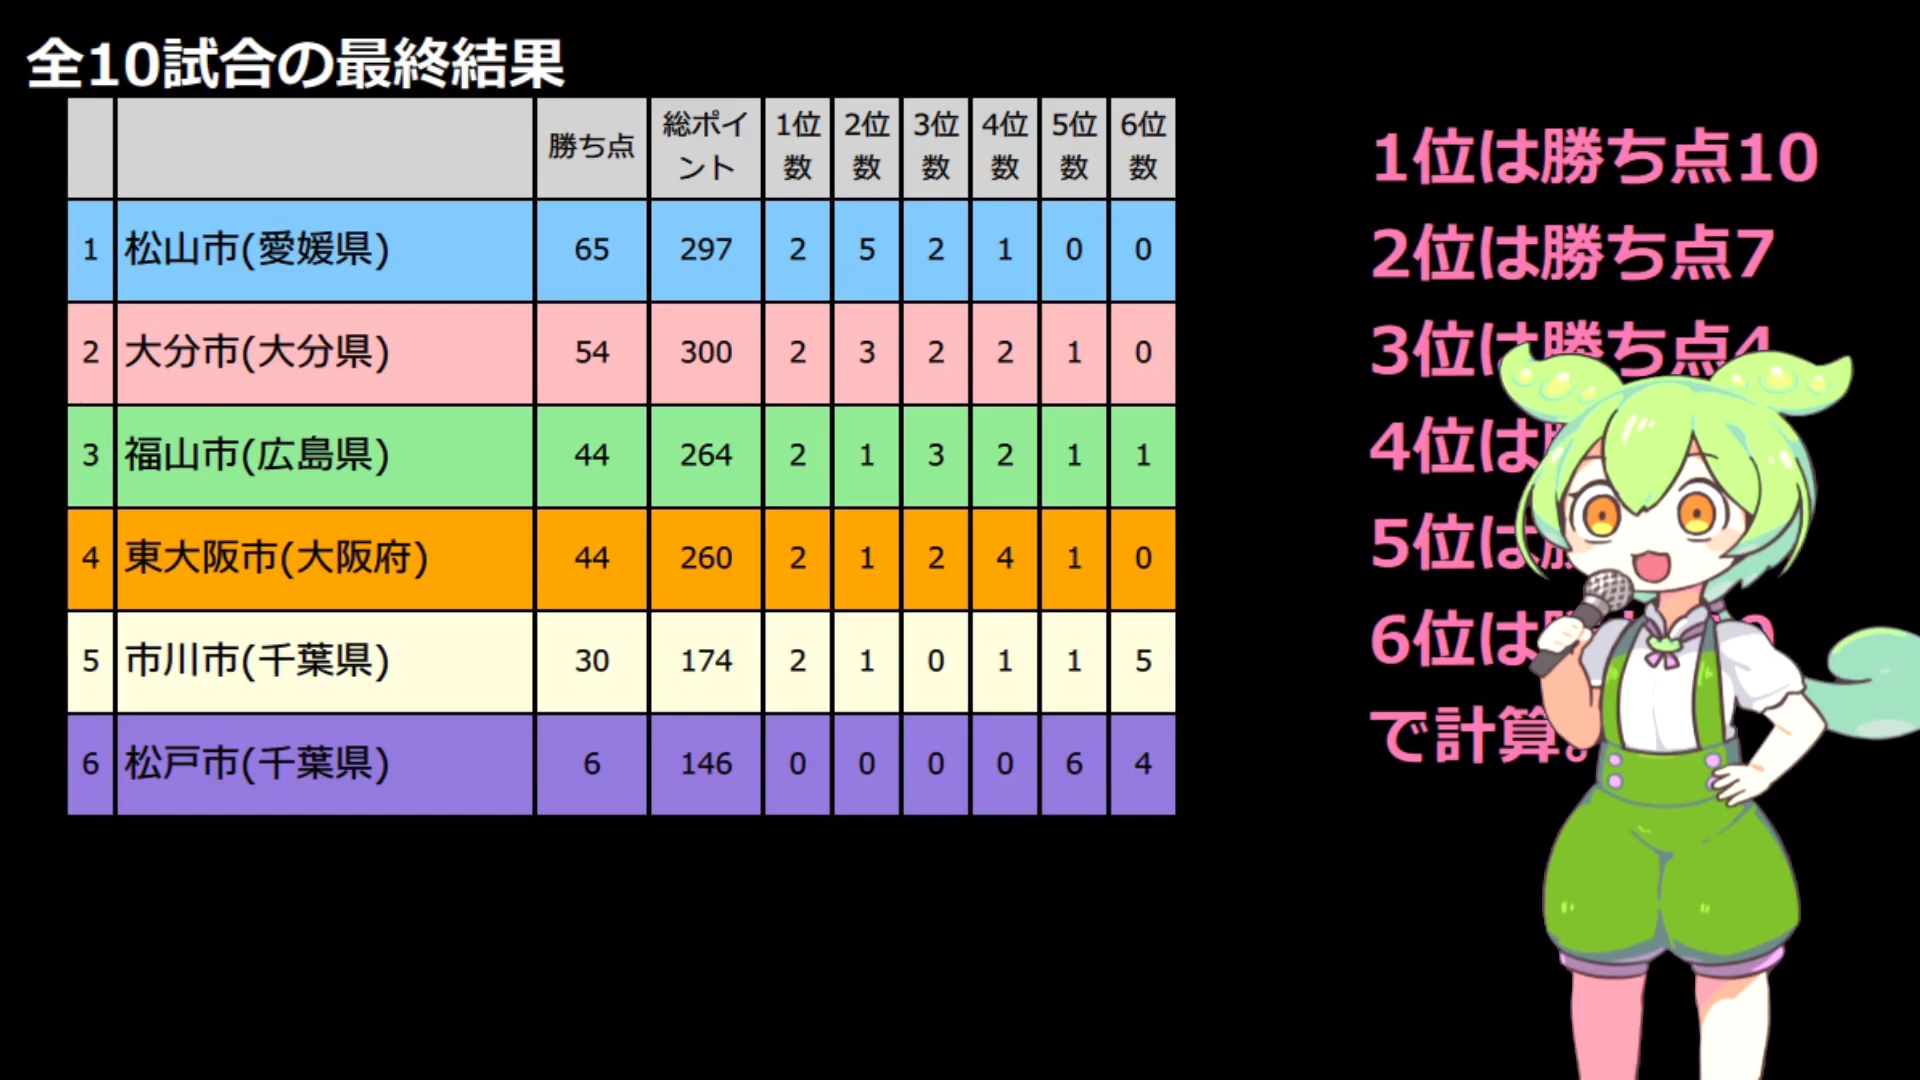 全10試合の最終結果
勝ち点 総ポイント 1位数 2位数 3位数 4位数 5位数 6位数
1 松山市(愛媛県) 65 297 2 5 2 1 0 0
2 大分市(大分県) 54 300 2 3 2 2 1 0
3 福山市(広島県) 44 264 2 1 3 2 1 1
4 東大阪市(大阪府) 44 260 2 1 2 4 1 0
5 市川市(千葉県) 30 174 2 1 0 1 1 5
6 松戸市(千葉県) 6 146 0 0 0 0 6 4
1位は勝ち点10
2位は勝ち点7
3位は勝ち点4
4位は
5位は
6位は
で計算。